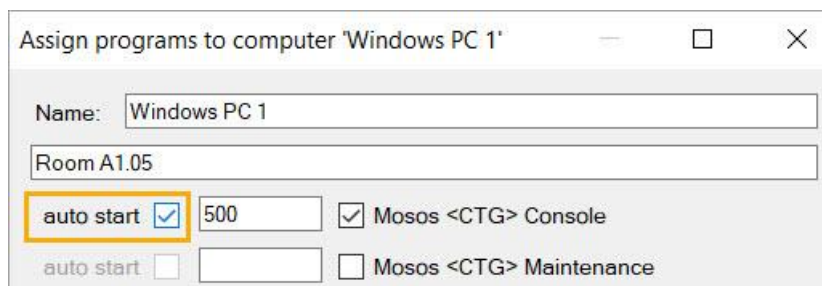 Assign programs to computer 'Windows PC 1'
Name: Windows PC 1
Room A1.05
auto start 500 Mosos <CTG> Console
auto start Mosos <CTG> Maintenance